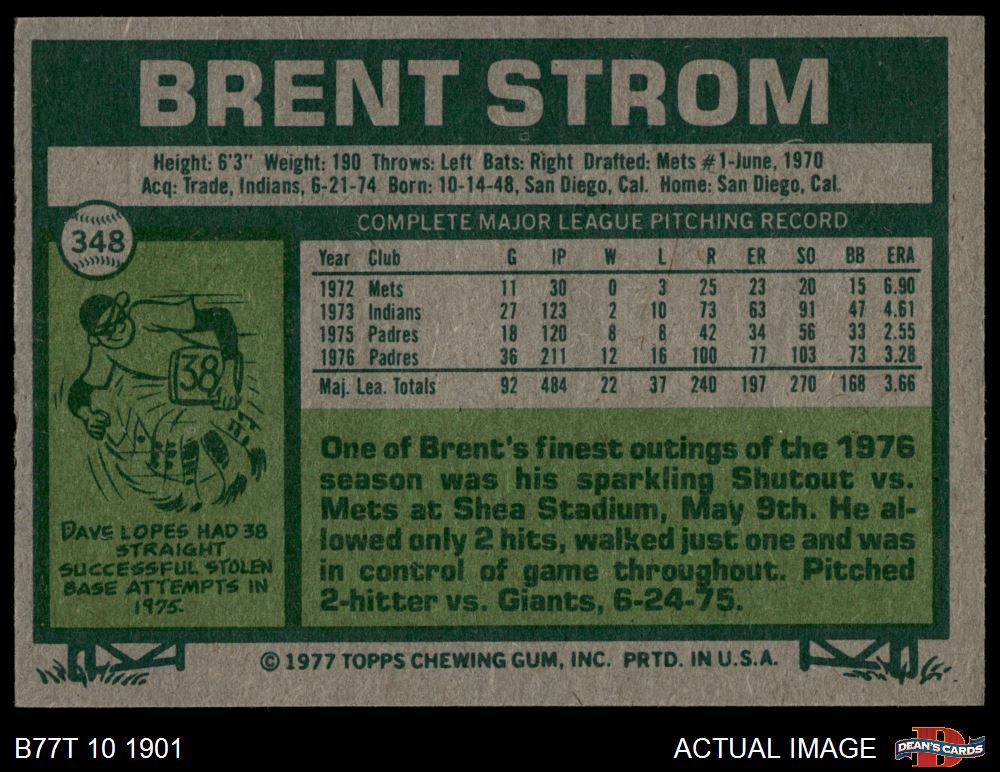 BRENT STROM
Height: 6'3" Weight: 190 Throws: Left Bats: Right Drafted: Mets #1-June, 1970
Acq: Trade, Indians, 6-21-74 Born: 10-14-48, San Diego, Cal. Home: San Diego, Cal.
348
COMPLETE MAJOR LEAGUE PITCHING RECORD
Year Club G IP W L R ER SO BB ERA
1972 Mets 11 30 0 3 25 23 20 15 6.90
1973 Indians 27 123 2 10 73 63 91 47 4.61
1975 Padres 18 120 8 8 42 34 56 33 2.55
1976 Padres 36 211 12 16 100 77 103 73 3.28
Maj. Lea. Totals 92 484 22 37 240 197 270 168 3.66
38
DAVE LOPES HAD 38
STRAIGHT
SUCCESSFUL STOLEN
BASE ATTEMPTS IN
1975.
One of Brent's finest outings of the 1976
season was his sparkling Shutout vs.
Mets at Shea Stadium, May 9th. He al-
lowed only 2 hits, walked just one and was
in control of game throughout. Pitched
2-hitter vs. Giants, 6-24-75.
© 1977 TOPPS CHEWING GUM, INC. PRTD. IN U.S.A.
B77T 10 1901
ACTUAL IMAGE
D
DEAN'S CARDS